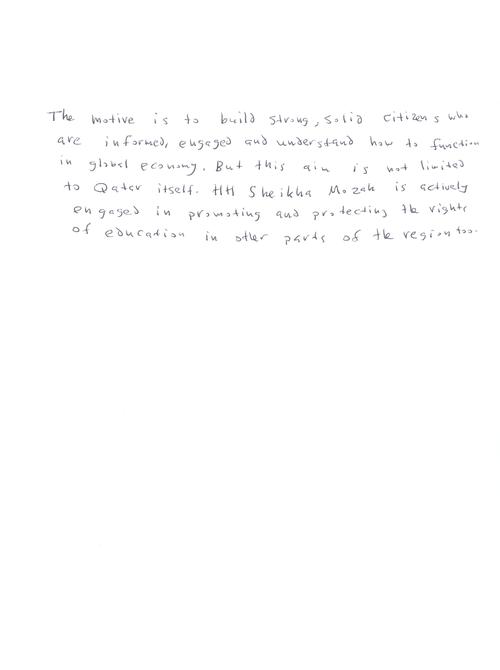 The motive is to build strong, solid citizens who
are informed, engaged and understand how to function
in global economy. But this aim is not limited
to Qatar itself. HH Sheikha Mozah is actively
engaged in promoting and protecting the rights
of education in other parts of the region too.